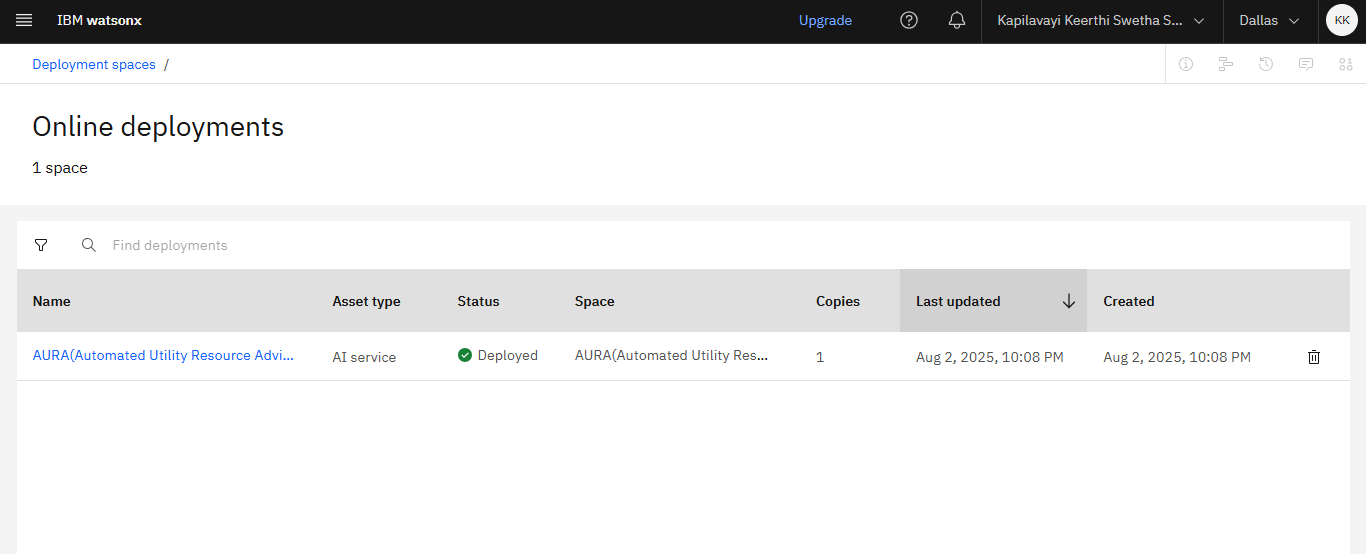 IBM watsonx
Upgrade
Kapilavayi Keerthi Swetha S...
Dallas
KK
Deployment spaces /
Online deployments
1 space
Find deployments
Name Asset type Status Space Copies Last updated Created
AURA(Automated Utility Resource Advi... AI service Deployed AURA(Automated Utility Res... 1 Aug 2, 2025, 10:08 PM Aug 2, 2025, 10:08 PM